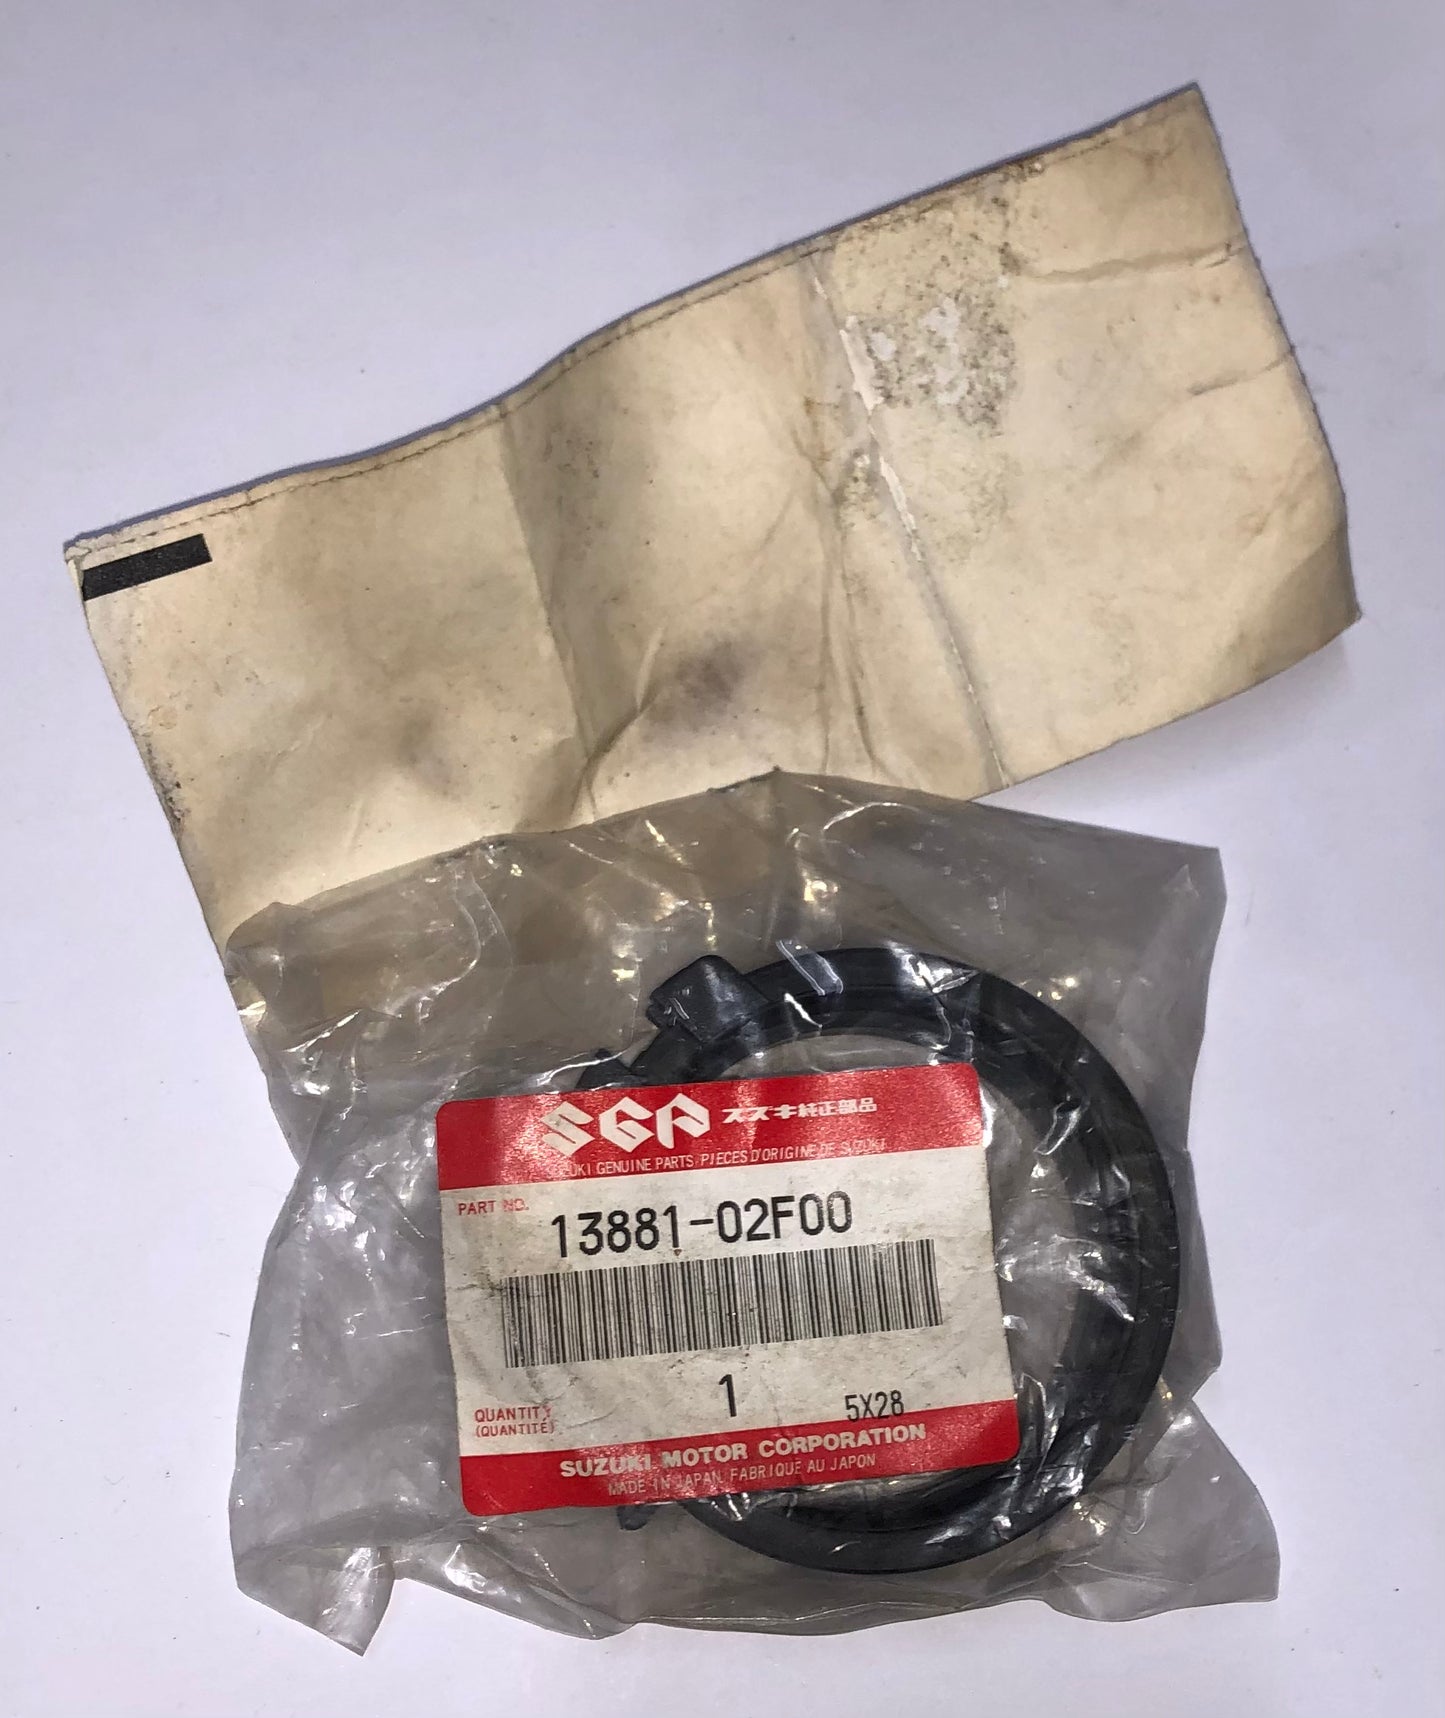 SGP スズキ純正部品
SUZUKI GENUINE PARTS/PIECES D'ORIGINE DE SUZUKI
PART NO.
13881-02F00
1
5X28
QUANTITY
(QUANTITÉ)
SUZUKI MOTOR CORPORATION
MADE IN JAPAN, FABRIQUE AU JAPON